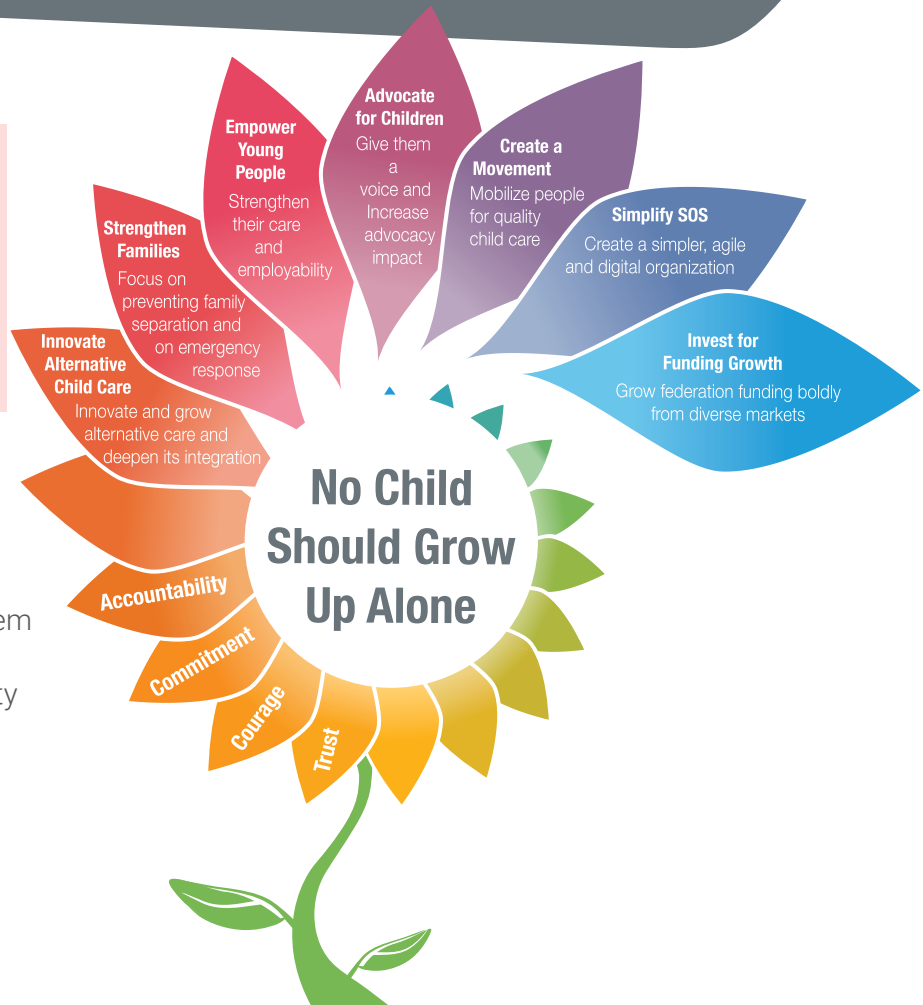 Innovate
Alternative
Child Care
Innovate and grow
alternative care and
deepen its integration
Strengthen
Families
Focus on
preventing family
separation and
on emergency
response
Empower
Young
People
Strengthen
their care
and
employability
Advocate
for Children
Give them
a
voice and
Increase
advocacy
impact
Create a
Movement
Mobilize people
for quality
child care
Simplify SOS
Create a simpler, agile
and digital organization
Invest for
Funding Growth
Grow federation funding boldly
from diverse markets
No Child
Should Grow
Up Alone
Accountability
Commitment
Courage
Trust
em
ty